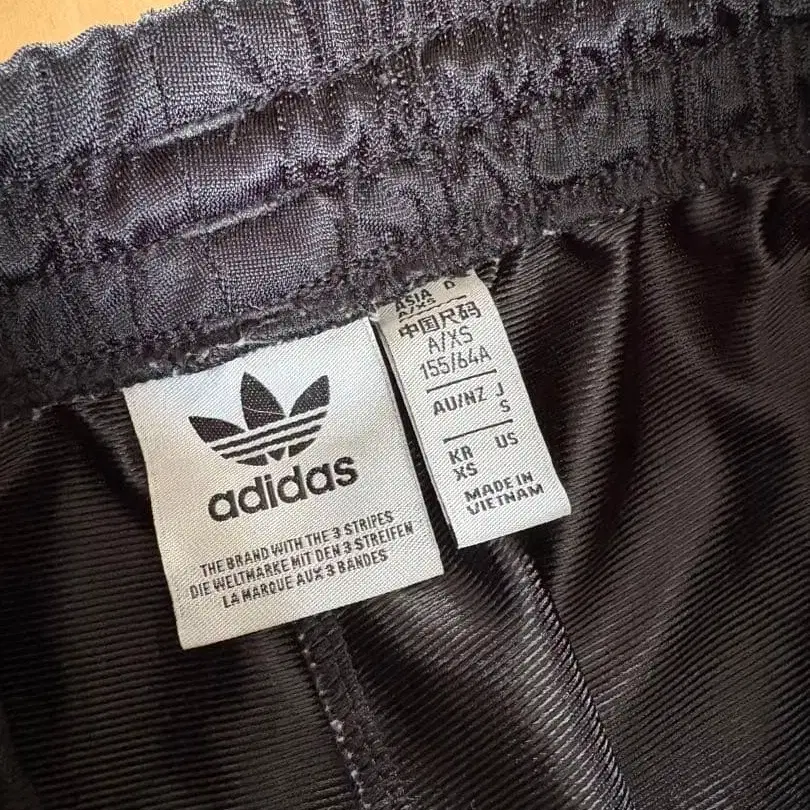 adidas
THE BRAND WITH THE 3 STRIPES
DIE WELTMARKE MIT DEN 3 STREIFEN
LA MARQUE AUX 3 BANDES
ASIA D
A/XS
中国尺码
A/XS
155/64A
AU/NZ J
S
KR US
XS
MADE IN
VIETNAM